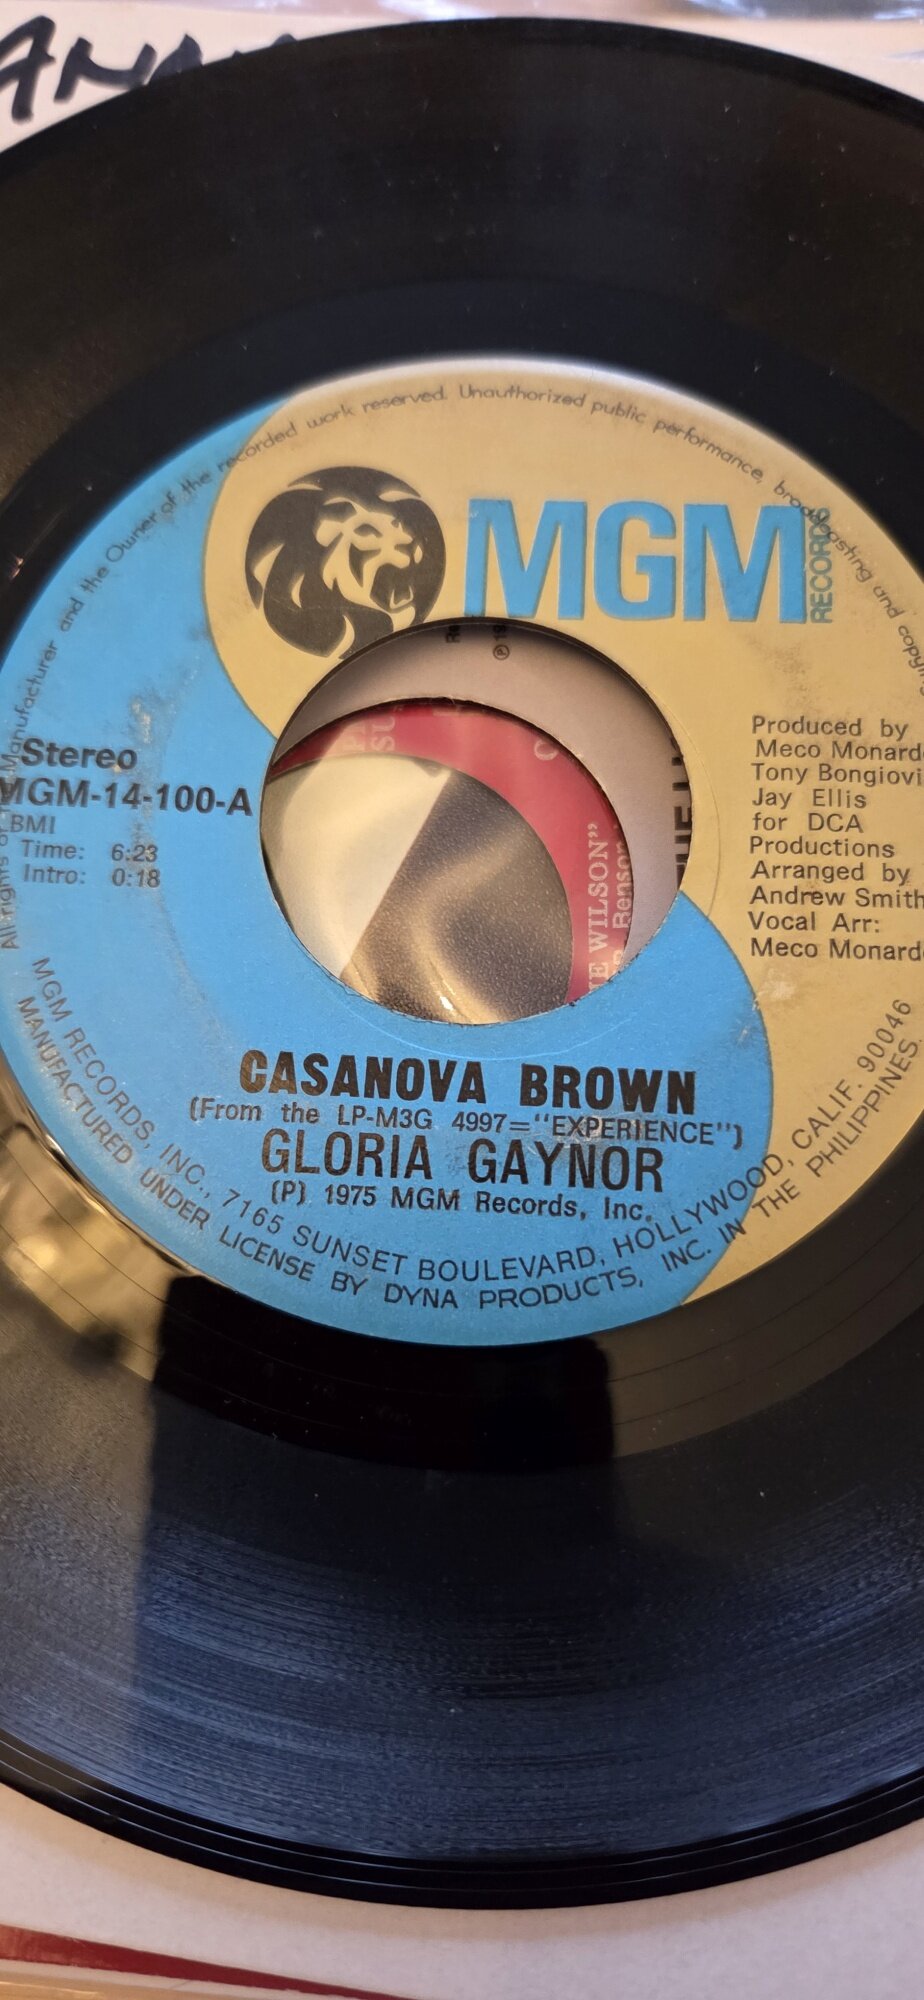 All rights of the Manufacturer and the Owner of the recorded work reserved. Unauthorized public performance, broadcasting and copying
MGM
RECORDS
Stereo
MGM-14-100-A
BMI
Time: 6:23
Intro: 0:18
Produced by
Meco Monard
Tony Bongiovi
Jay Ellis
for DCA
Productions
Arranged by
Andrew Smith
Vocal Arr:
Meco Monard
WILSON"
CASANOVA BROWN
(From the LP-M3G 4997="EXPERIENCE")
GLORIA GAYNOR
(P) 1975 MGM Records, Inc.
MGM RECORDS, INC., 7165 SUNSET BOULEVARD, HOLLYWOOD, CALIF. 90046
MANUFACTURED UNDER LICENSE BY DYNA PRODUCTS, INC. IN THE PHILIPPINES.